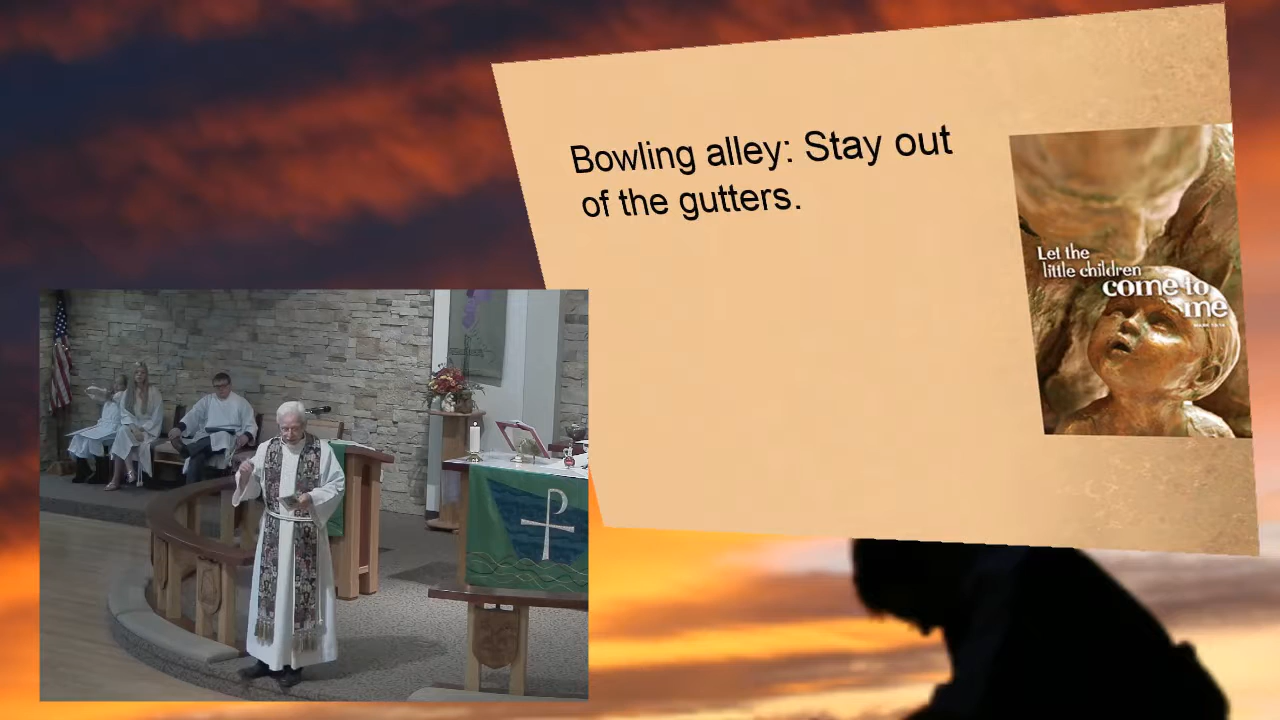 Bowling alley: Stay out
of the gutters.
Let the
little children
come to
me